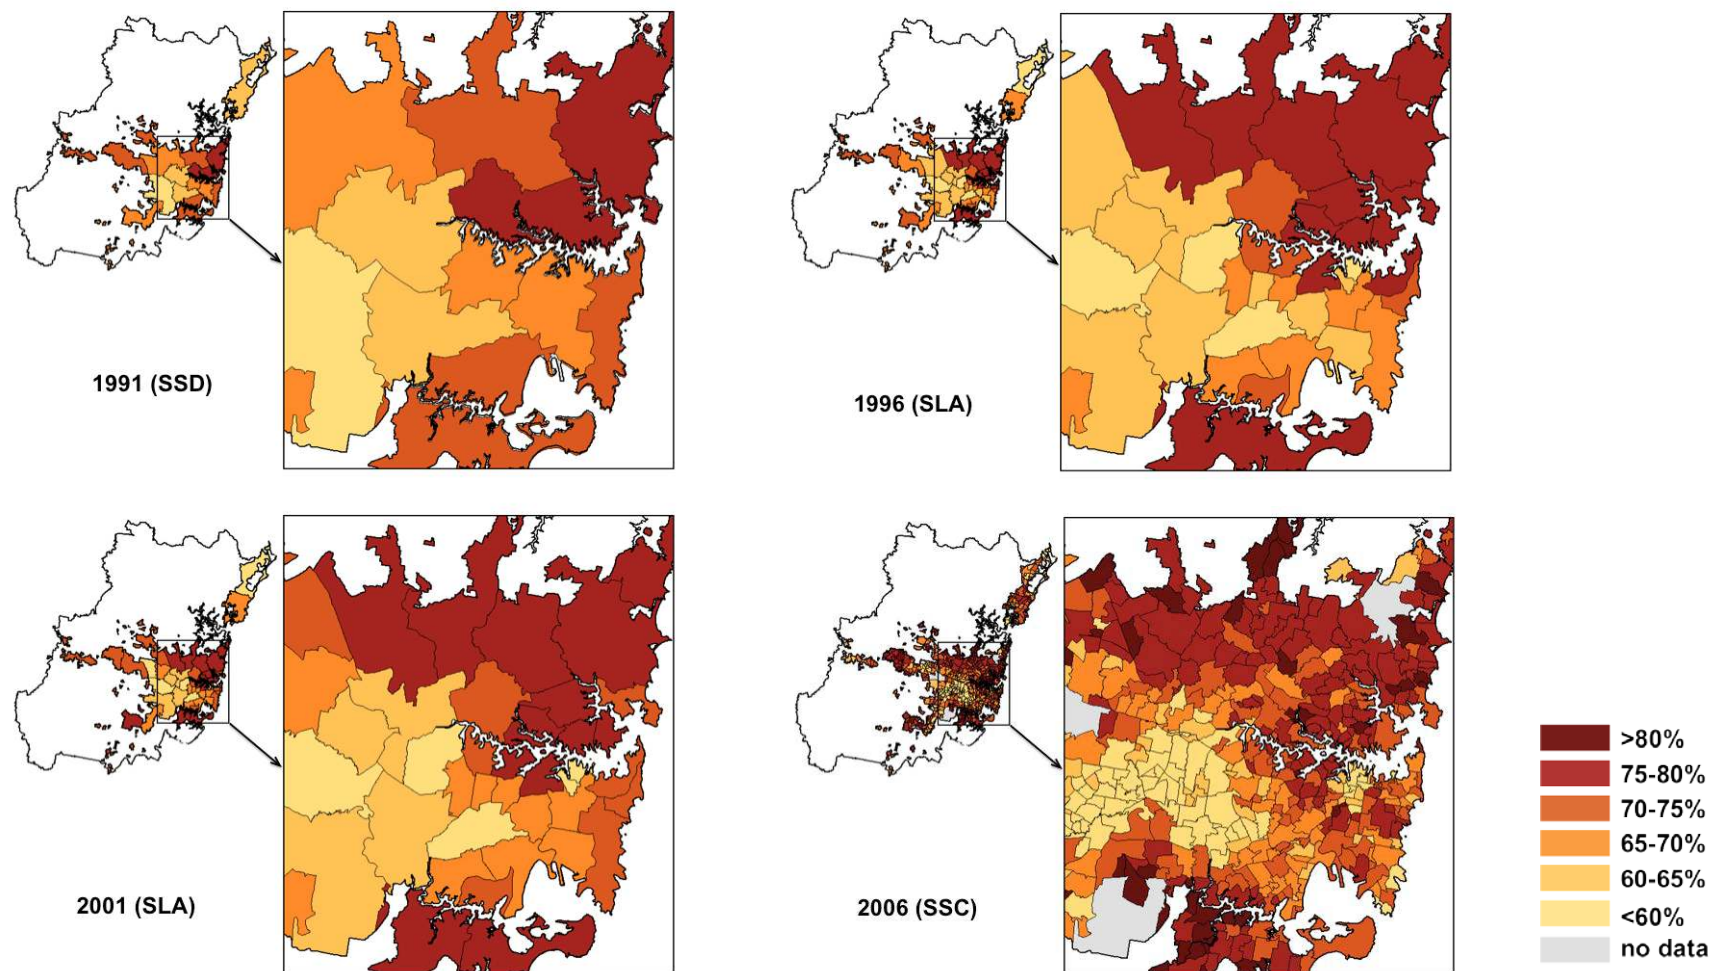 1991 (SSD)
1996 (SLA)
2001 (SLA)
2006 (SSC)
>80%
75-80%
70-75%
65-70%
60-65%
<60%
no data